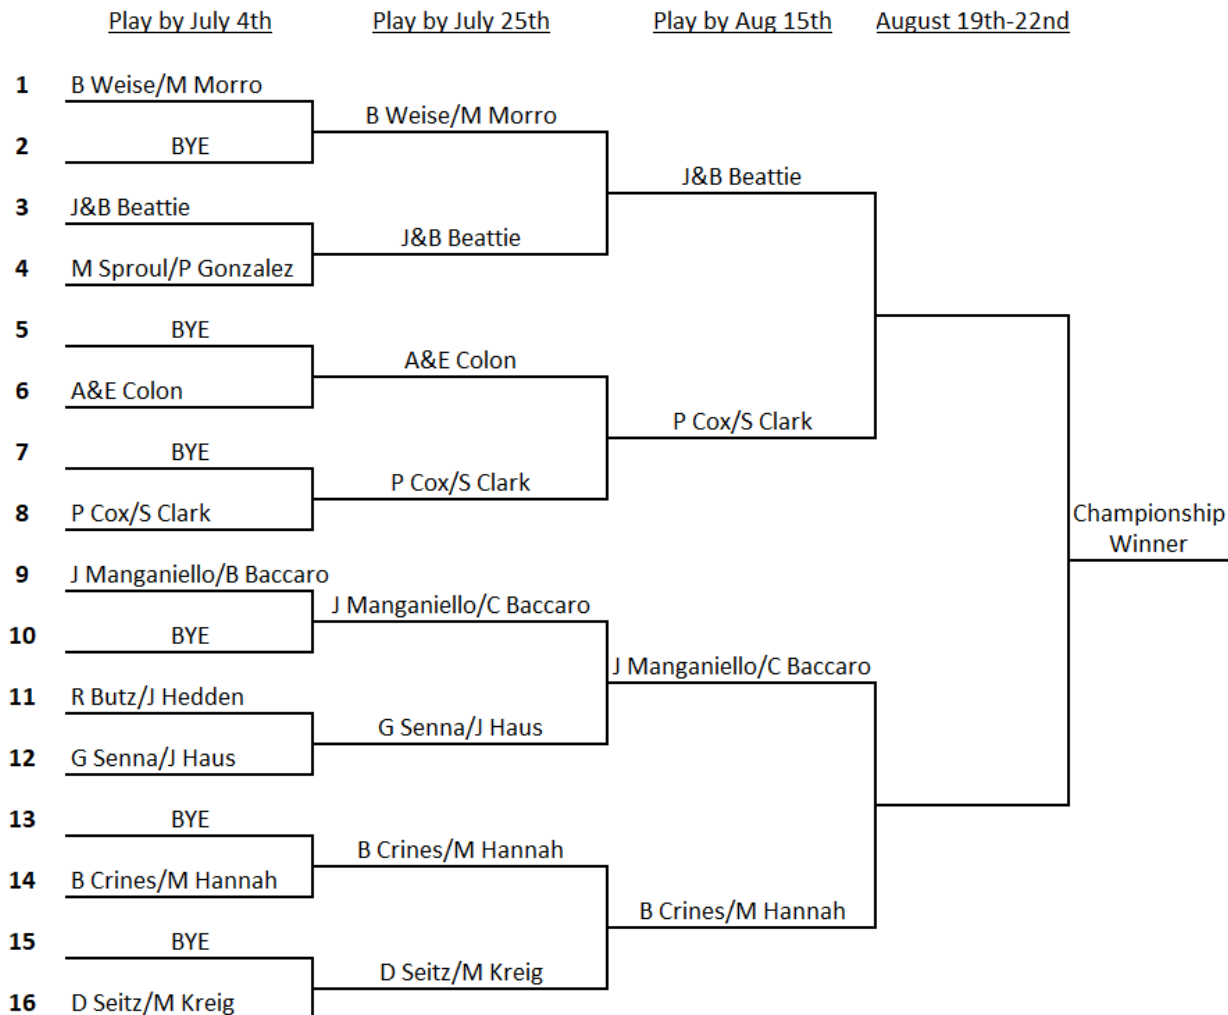 Play by July 4th Play by July 25th Play by Aug 15th August 19th-22nd
1 B Weise/M Morro
B Weise/M Morro
2 BYE
J&B Beattie
3 J&B Beattie
J&B Beattie
4 M Sproul/P Gonzalez
5 BYE
A&E Colon
6 A&E Colon
P Cox/S Clark
7 BYE
P Cox/S Clark
8 P Cox/S Clark
Championship
Winner
9 J Manganiello/B Baccaro
J Manganiello/C Baccaro
10 BYE
J Manganiello/C Baccaro
11 R Butz/J Hedden
G Senna/J Haus
12 G Senna/J Haus
13 BYE
B Crines/M Hannah
14 B Crines/M Hannah
B Crines/M Hannah
15 BYE
D Seitz/M Kreig
16 D Seitz/M Kreig